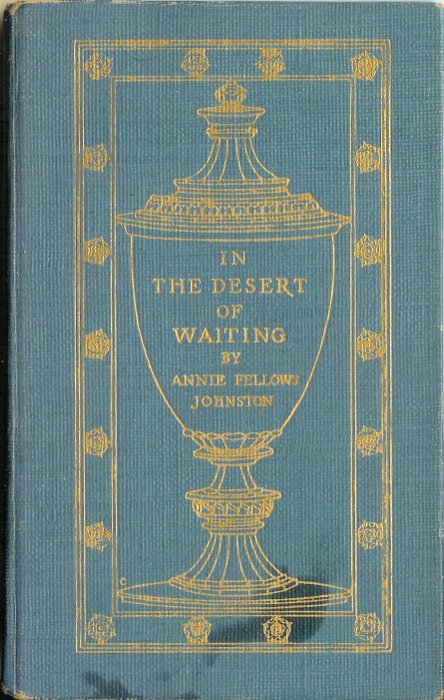 IN
THE DESERT
OF
WAITING
BY
ANNIE FELLOWS
JOHNSTON
C